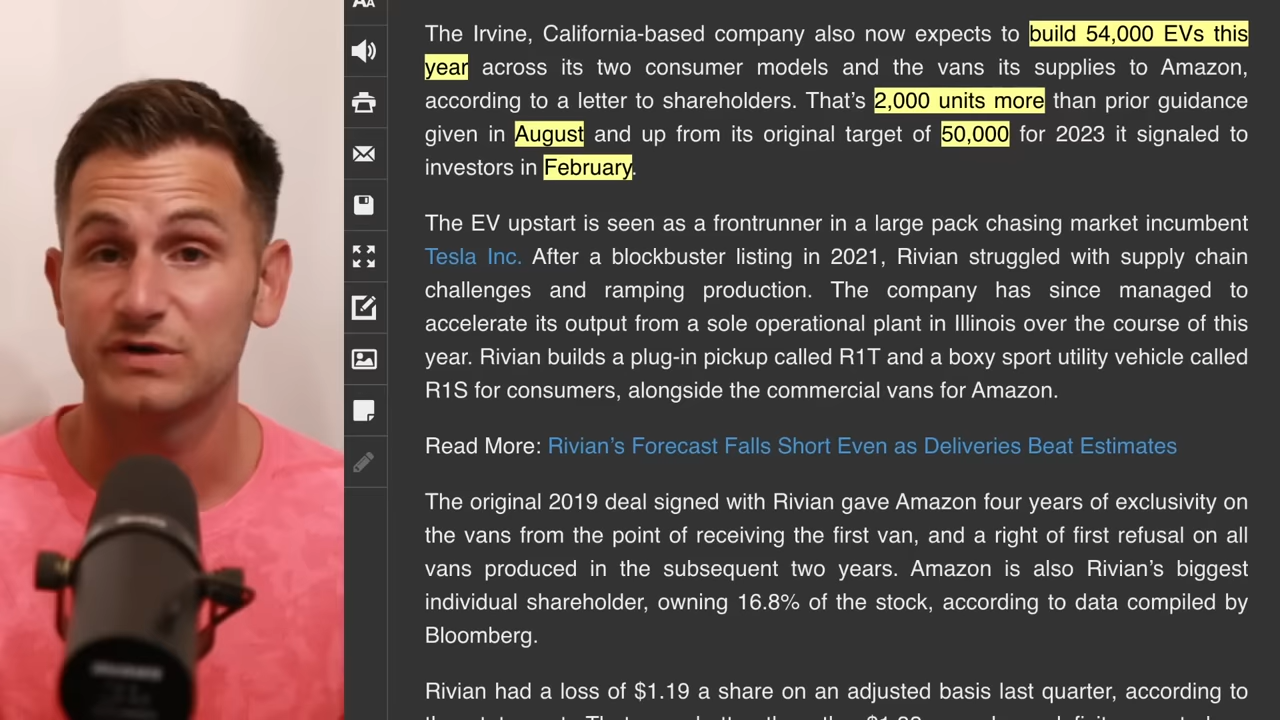 AA
The Irvine, California-based company also now expects to build 54,000 EVs this
year across its two consumer models and the vans its supplies to Amazon,
according to a letter to shareholders. That’s 2,000 units more than prior guidance
given in August and up from its original target of 50,000 for 2023 it signaled to
investors in February.
The EV upstart is seen as a frontrunner in a large pack chasing market incumbent
Tesla Inc. After a blockbuster listing in 2021, Rivian struggled with supply chain
challenges and ramping production. The company has since managed to
accelerate its output from a sole operational plant in Illinois over the course of this
year. Rivian builds a plug-in pickup called R1T and a boxy sport utility vehicle called
R1S for consumers, alongside the commercial vans for Amazon.
Read More: Rivian’s Forecast Falls Short Even as Deliveries Beat Estimates
The original 2019 deal signed with Rivian gave Amazon four years of exclusivity on
the vans from the point of receiving the first van, and a right of first refusal on all
vans produced in the subsequent two years. Amazon is also Rivian’s biggest
individual shareholder, owning 16.8% of the stock, according to data compiled by
Bloomberg.
Rivian had a loss of $1.19 a share on an adjusted basis last quarter, according to